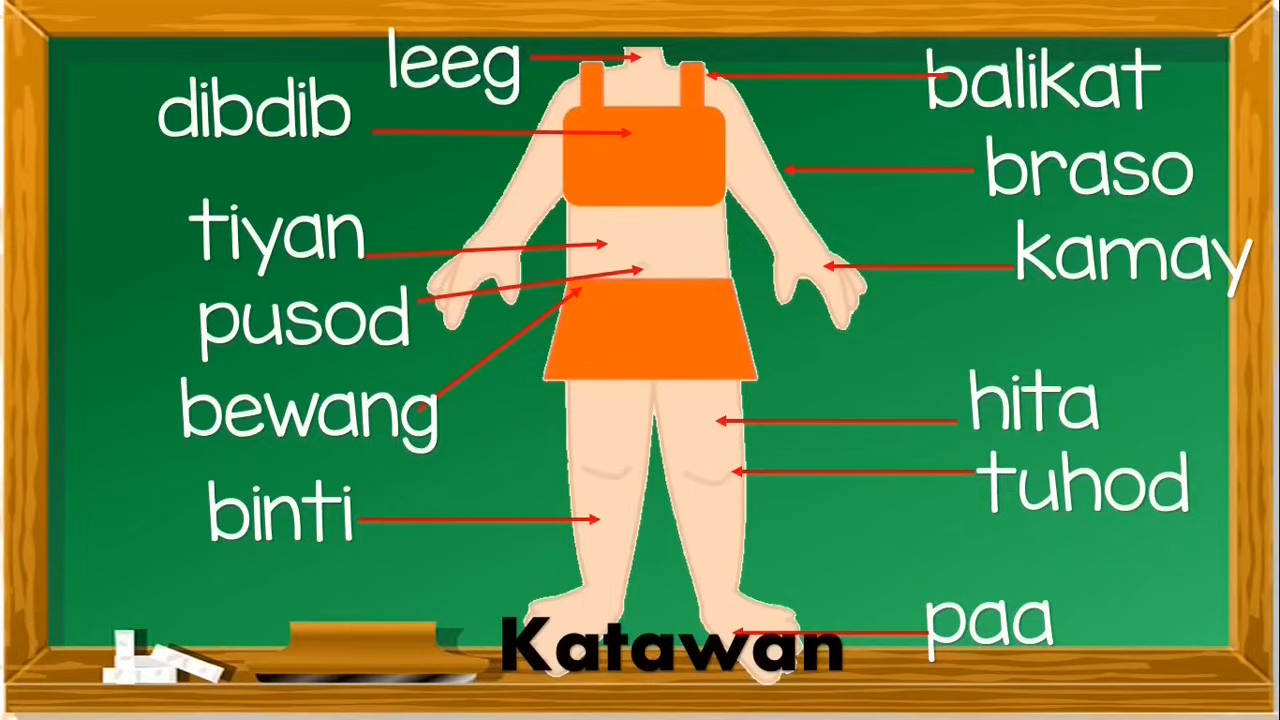 leeg
dibdib
tiyan
pusod
bewang
binti
balikat
braso
kamay
hita
tuhod
paa
Katawan